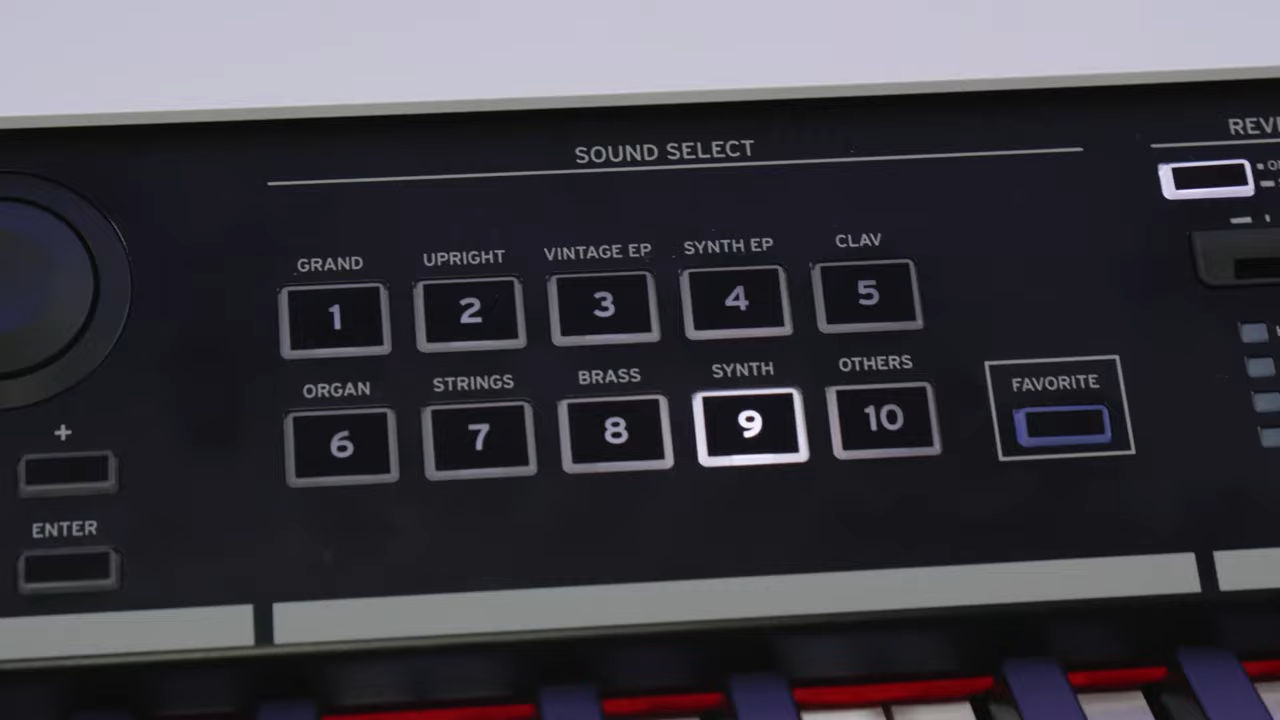 SOUND SELECT
GRAND UPRIGHT VINTAGE EP SYNTH EP CLAV
1 2 3 4 5
ORGAN STRINGS BRASS SYNTH OTHERS
6 7 8 9 10
FAVORITE
+
ENTER